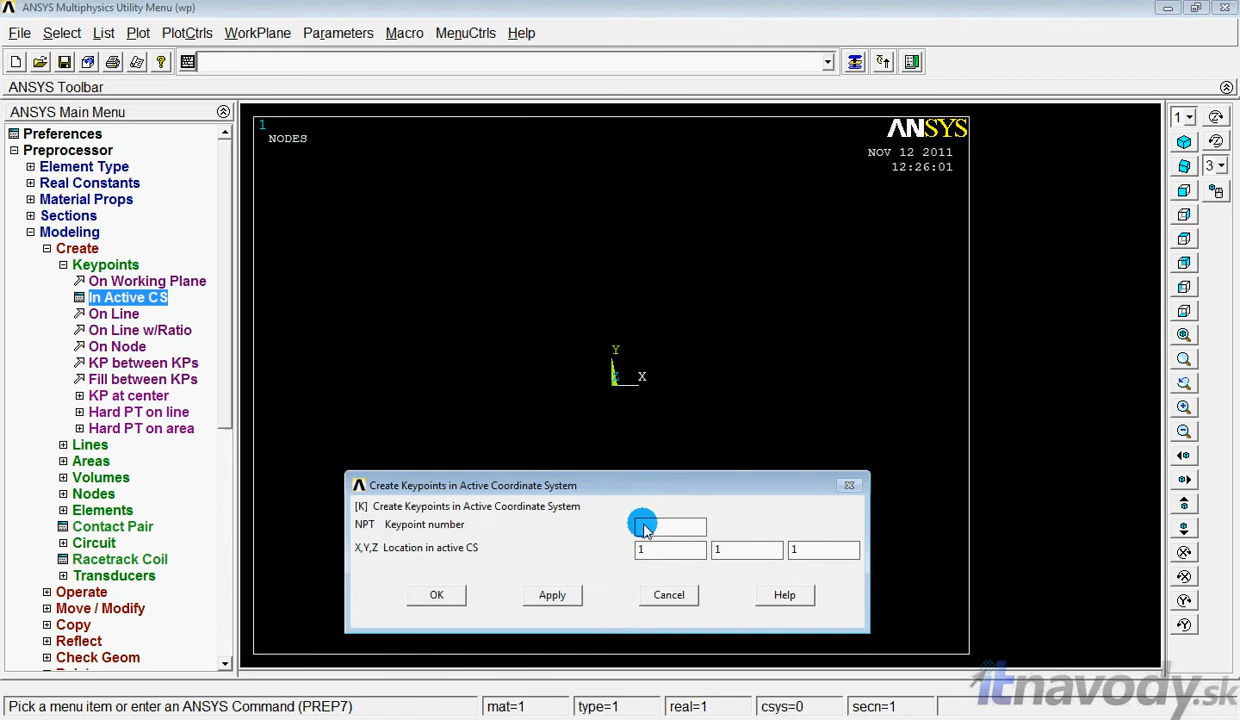 ANSYS Multiphysics Utility Menu (wp)
File Select List Plot PlotCtrls WorkPlane Parameters Macro MenuCtrls Help
ANSYS Toolbar
ANSYS Main Menu
Preferences
Preprocessor
Element Type
Real Constants
Material Props
Sections
Modeling
Create
Keypoints
On Working Plane
In Active CS
On Line
On Line w/Ratio
On Node
KP between KPs
Fill between KPs
KP at center
Hard PT on line
Hard PT on area
Lines
Areas
Volumes
Nodes
Elements
Contact Pair
Circuit
Racetrack Coil
Transducers
Operate
Move / Modify
Copy
Reflect
Check Geom
1
NODES
ANSYS
NOV 12 2011
12:26:01
Y
Z X
Create Keypoints in Active Coordinate System
[K] Create Keypoints in Active Coordinate System
NPT Keypoint number
X,Y,Z Location in active CS 1 1 1
OK Apply Cancel Help
1
3
itnavody.sk
Pick a menu item or enter an ANSYS Command (PREP7) mat=1 type=1 real=1 csys=0 secn=1